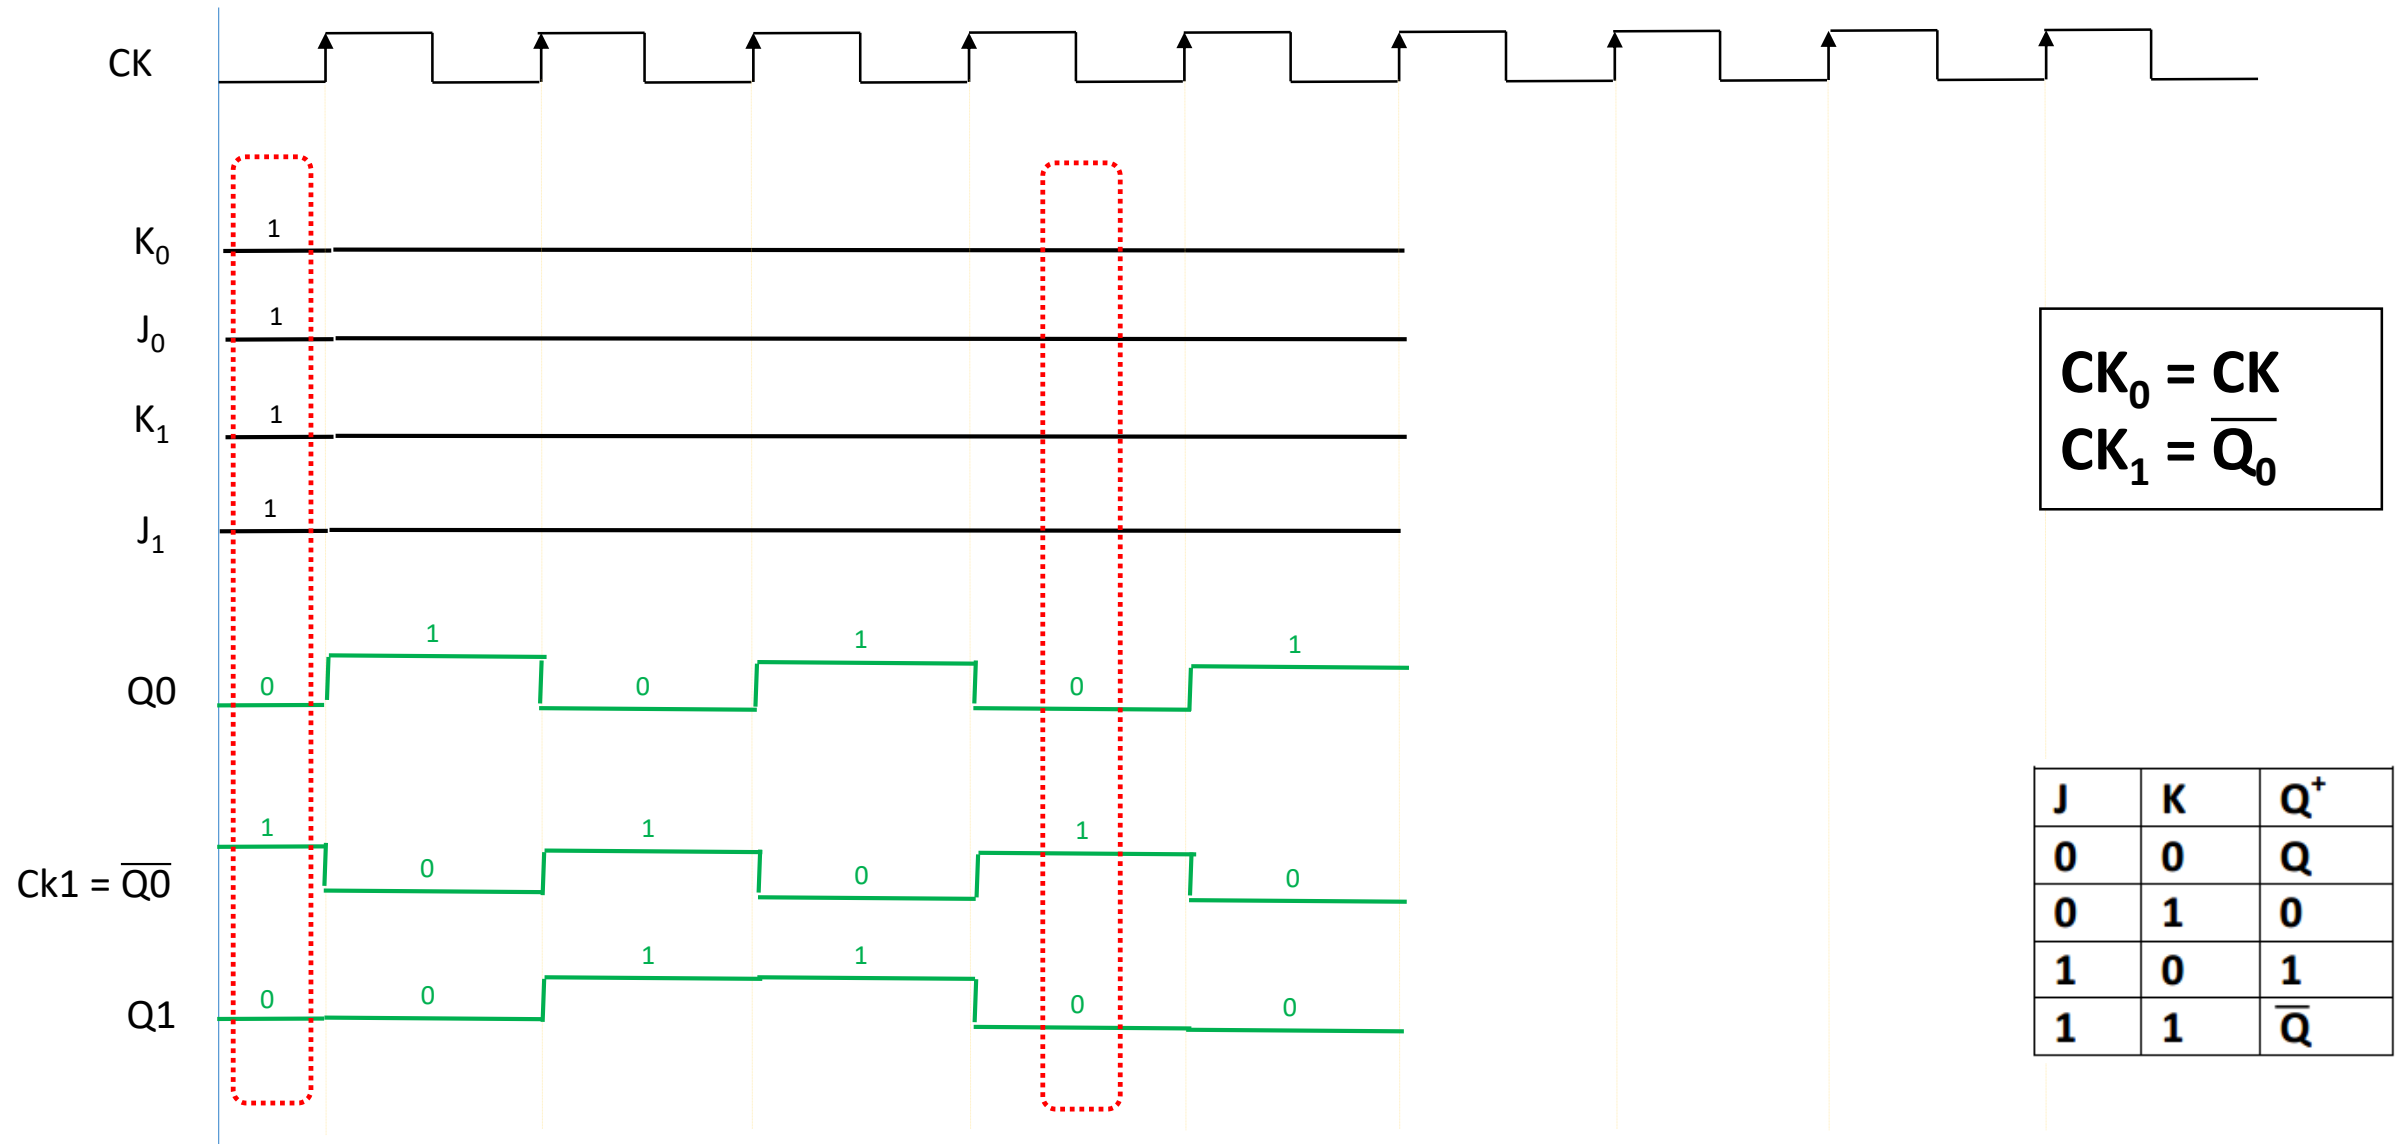 CK
K₀ 1
J₀ 1
K₁ 1
J₁ 1
CK₀ = CK
CK₁ = Q̅₀
Q0 0 1 0 1 0 1
Ck1 = Q̅0̅ 1 0 1 0 1 0
Q1 0 0 1 1 0 0
J K Q⁺
0 0 Q
0 1 0
1 0 1
1 1 Q̅